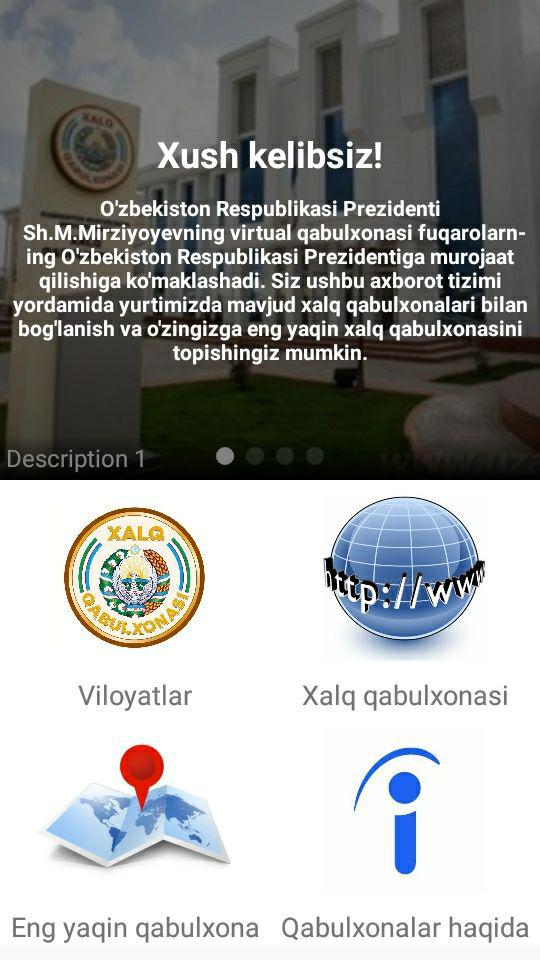 XALQ
QABULXONASI
Xush kelibsiz!
O'zbekiston Respublikasi Prezidenti
Sh.M.Mirziyoyevning virtual qabulxonasi fuqarolarn-
ing O'zbekiston Respublikasi Prezidentiga murojaat
qilishiga ko'maklashadi. Siz ushbu axborot tizimi
yordamida yurtimizda mavjud xalq qabulxonalari bilan
bog'lanish va o'zingizga eng yaqin xalq qabulxonasini
topishingiz mumkin.
Description 1
XALQ
QABULXONASI
http://www
Viloyatlar
Xalq qabulxonasi
Eng yaqin qabulxona
Qabulxonalar haqida